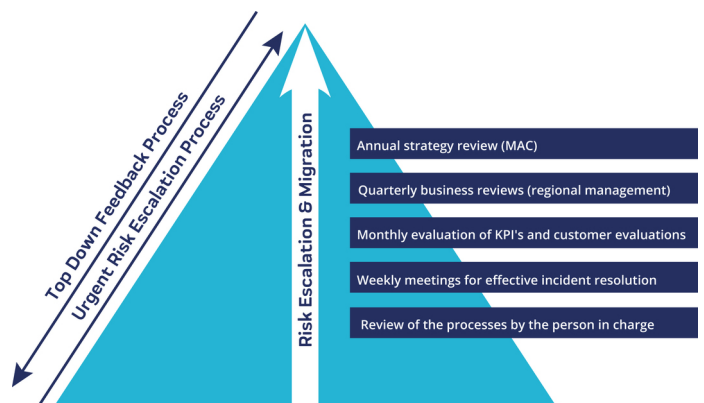 Top Down Feedback Process
Urgent Risk Escalation Process
Risk Escalation & Migration
Annual strategy review (MAC)
Quarterly business reviews (regional management)
Monthly evaluation of KPI's and customer evaluations
Weekly meetings for effective incident resolution
Review of the processes by the person in charge